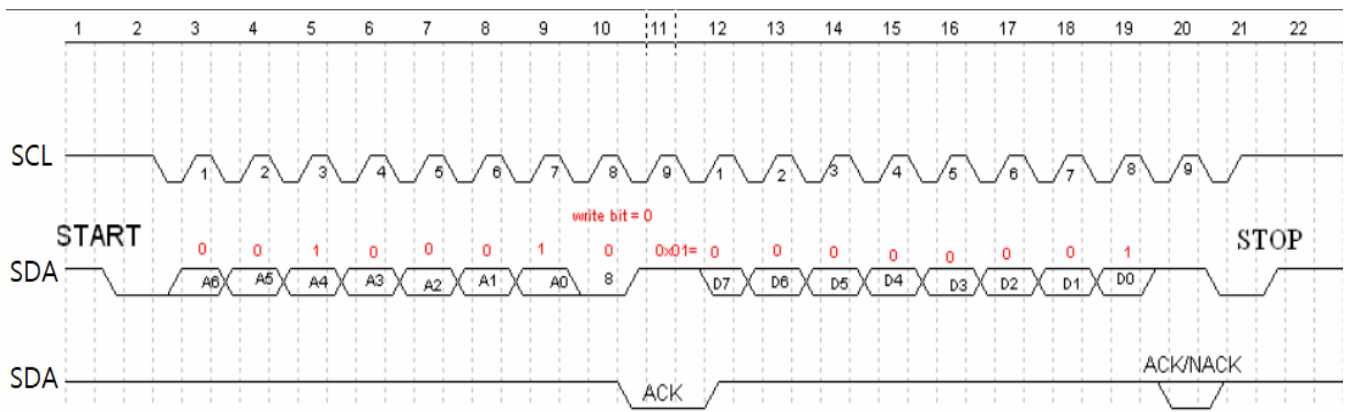 1 2 3 4 5 6 7 8 9 10 11 12 13 14 15 16 17 18 19 20 21 22
SCL 1 2 3 4 5 6 7 8 9 1 2 3 4 5 6 7 8 9
write bit = 0
START 0 0 1 0 0 0 1 0 0x01= 0 0 0 0 0 0 0 1 STOP
SDA A6 A5 A4 A3 A2 A1 A0 8 D7 D6 D5 D4 D3 D2 D1 D0
ACK/NACK
SDA ACK